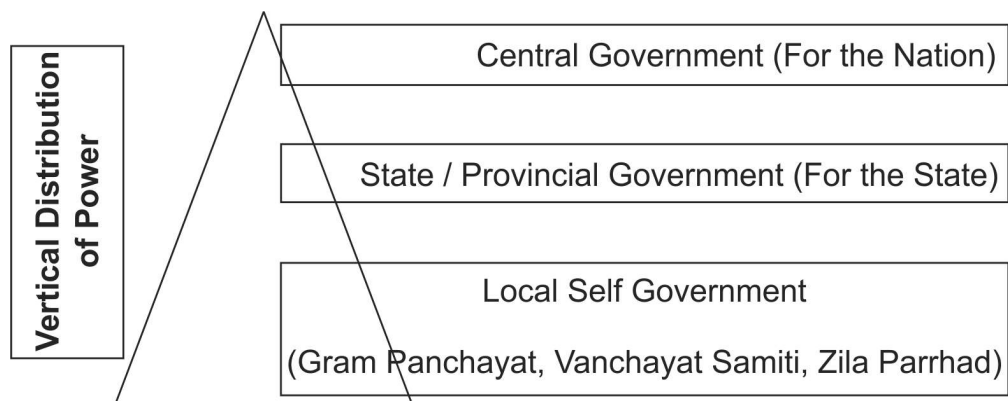 Vertical Distribution
of Power
Central Government (For the Nation)
State / Provincial Government (For the State)
Local Self Government
(Gram Panchayat, Vanchayat Samiti, Zila Parrhad)